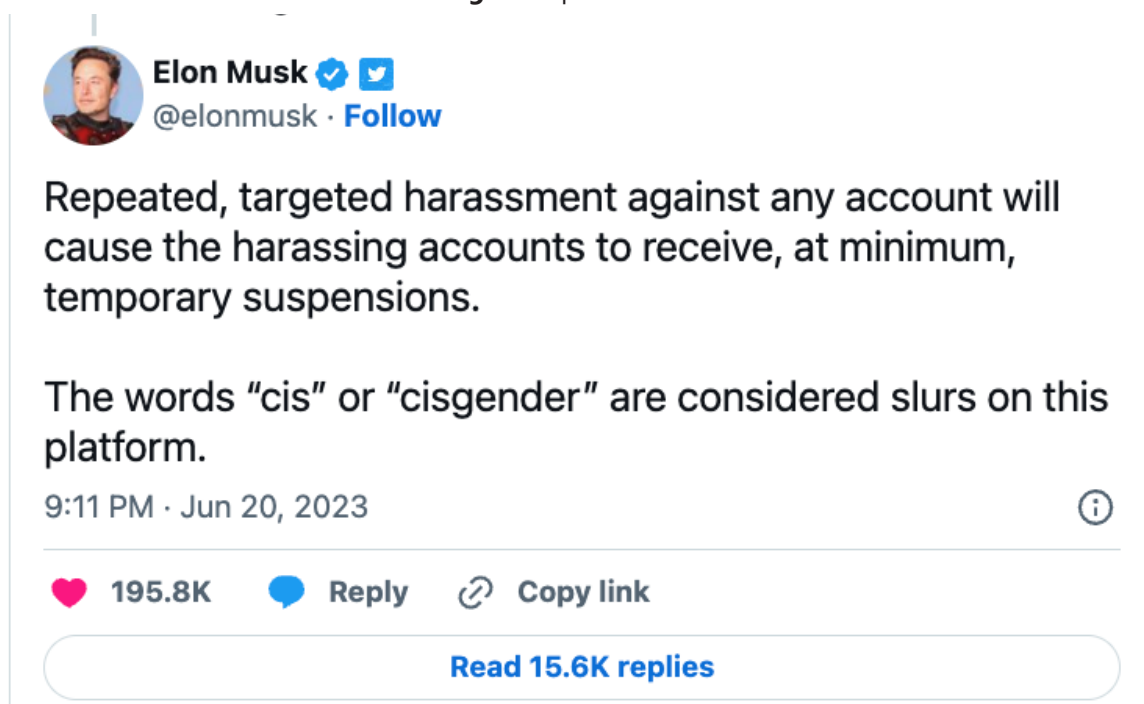 Elon Musk
@elonmusk · Follow
Repeated, targeted harassment against any account will
cause the harassing accounts to receive, at minimum,
temporary suspensions.
The words “cis” or “cisgender” are considered slurs on this
platform.
9:11 PM · Jun 20, 2023
195.8K Reply Copy link
Read 15.6K replies